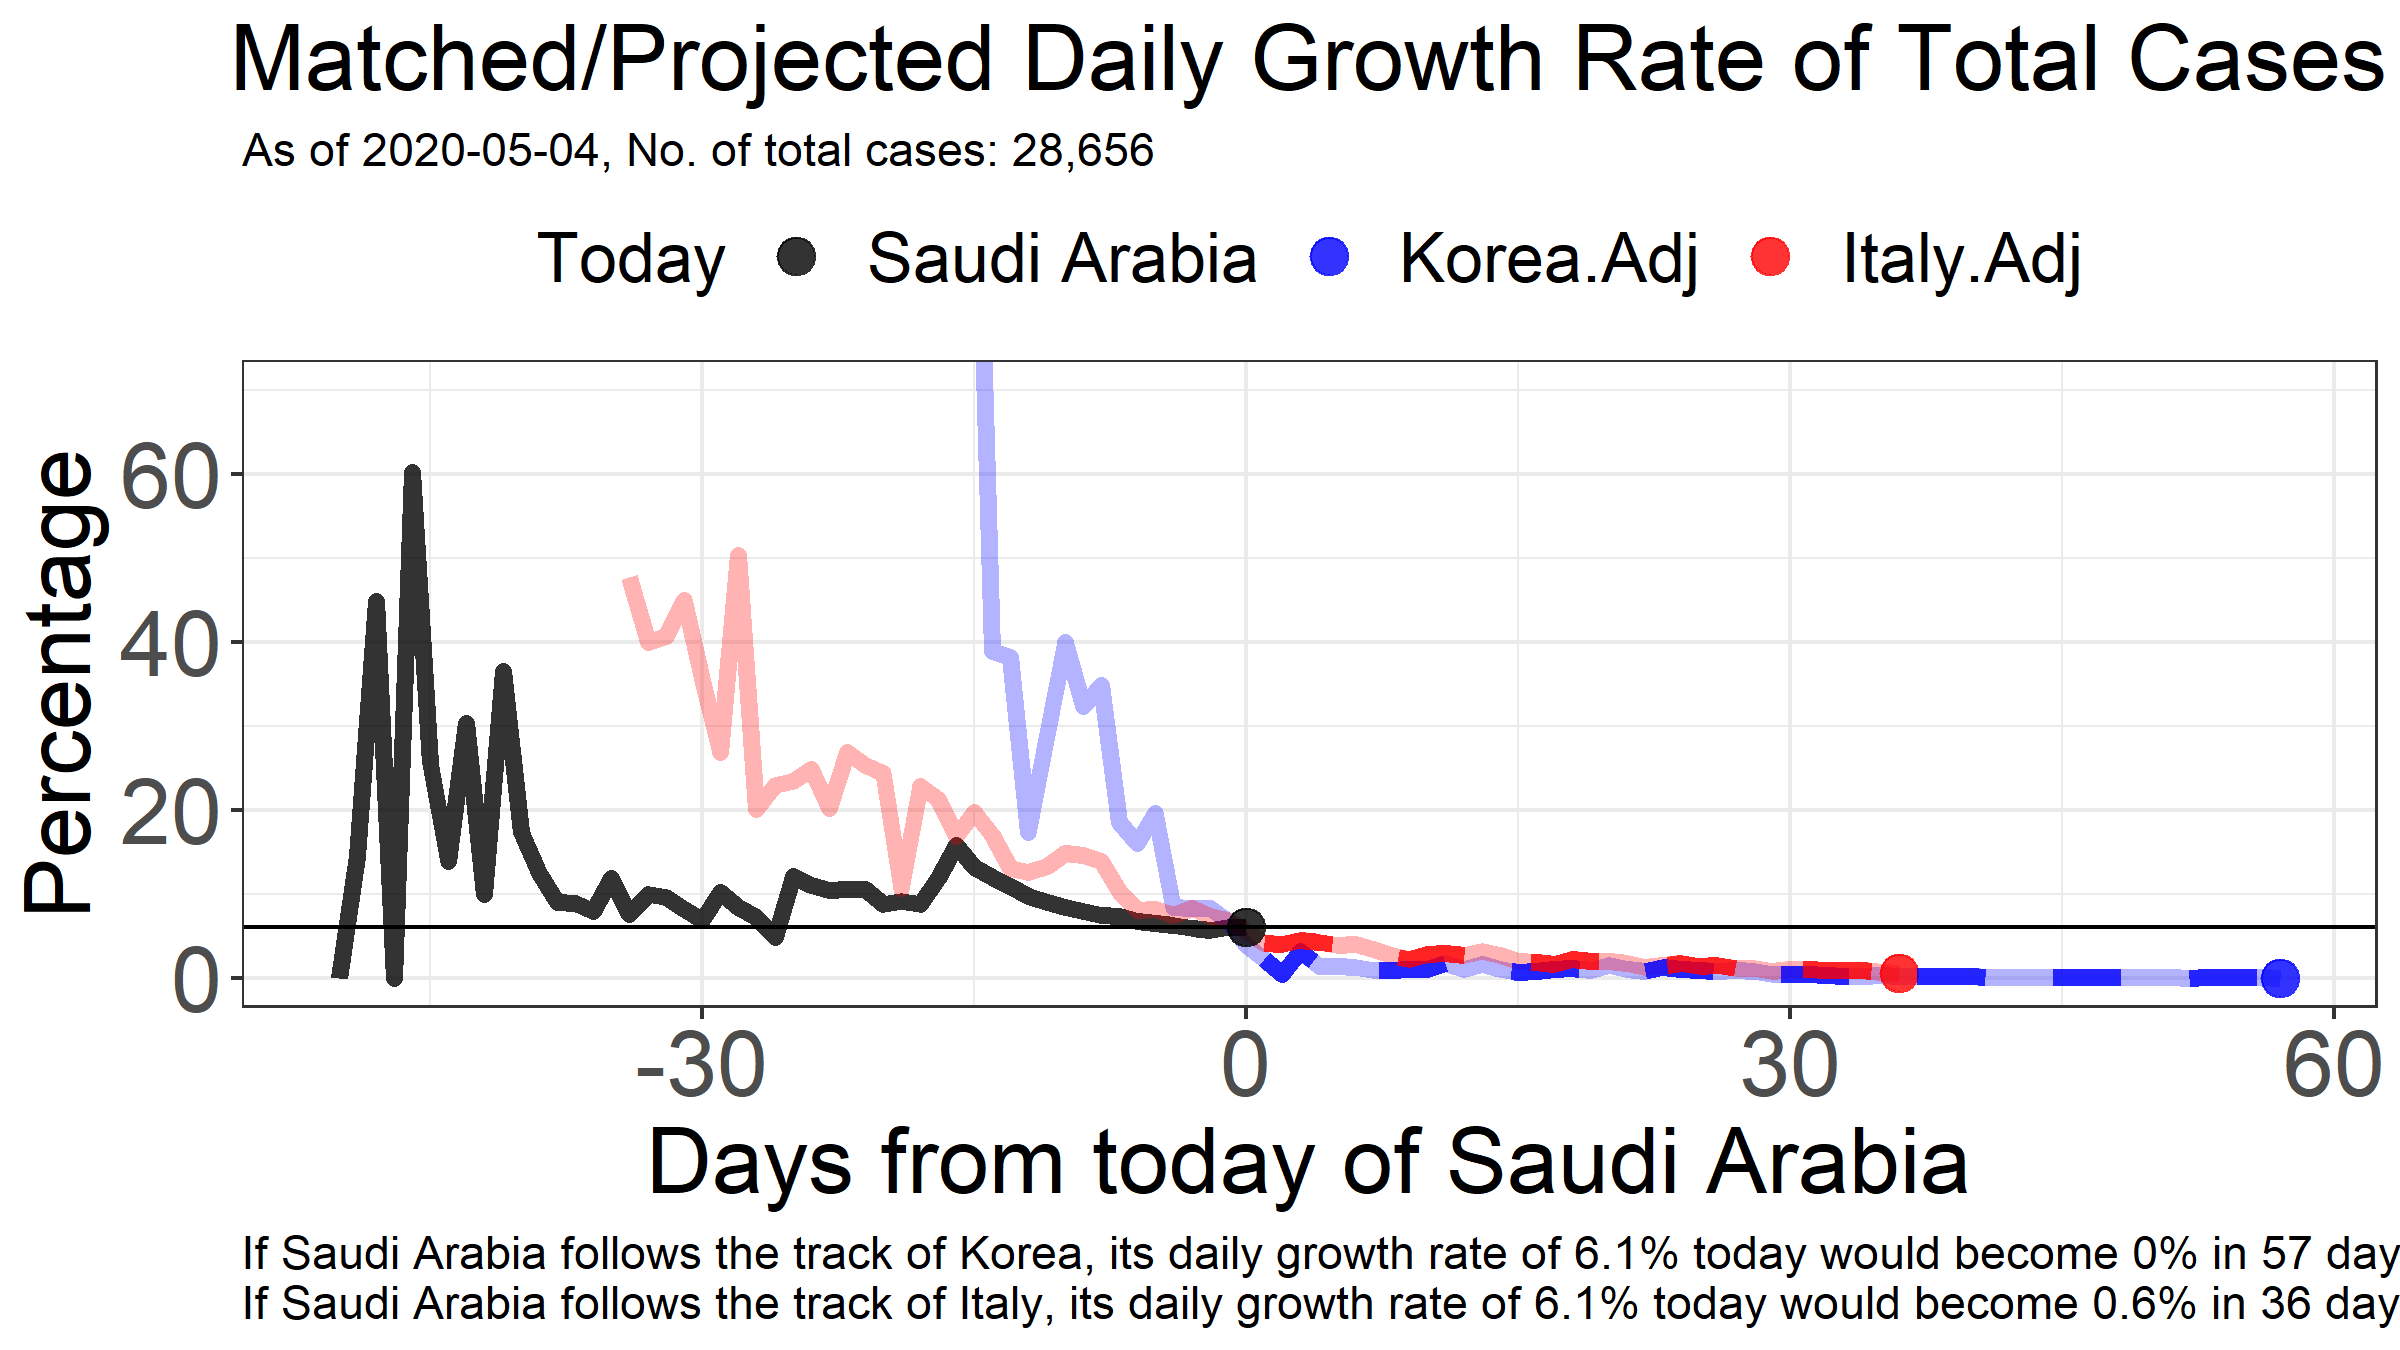 Matched/Projected Daily Growth Rate of Total Cases
As of 2020-05-04, No. of total cases: 28,656
Today Saudi Arabia Korea.Adj Italy.Adj
Percentage
60
40
20
0
-30 0 30 60
Days from today of Saudi Arabia
If Saudi Arabia follows the track of Korea, its daily growth rate of 6.1% today would become 0% in 57 day
If Saudi Arabia follows the track of Italy, its daily growth rate of 6.1% today would become 0.6% in 36 day